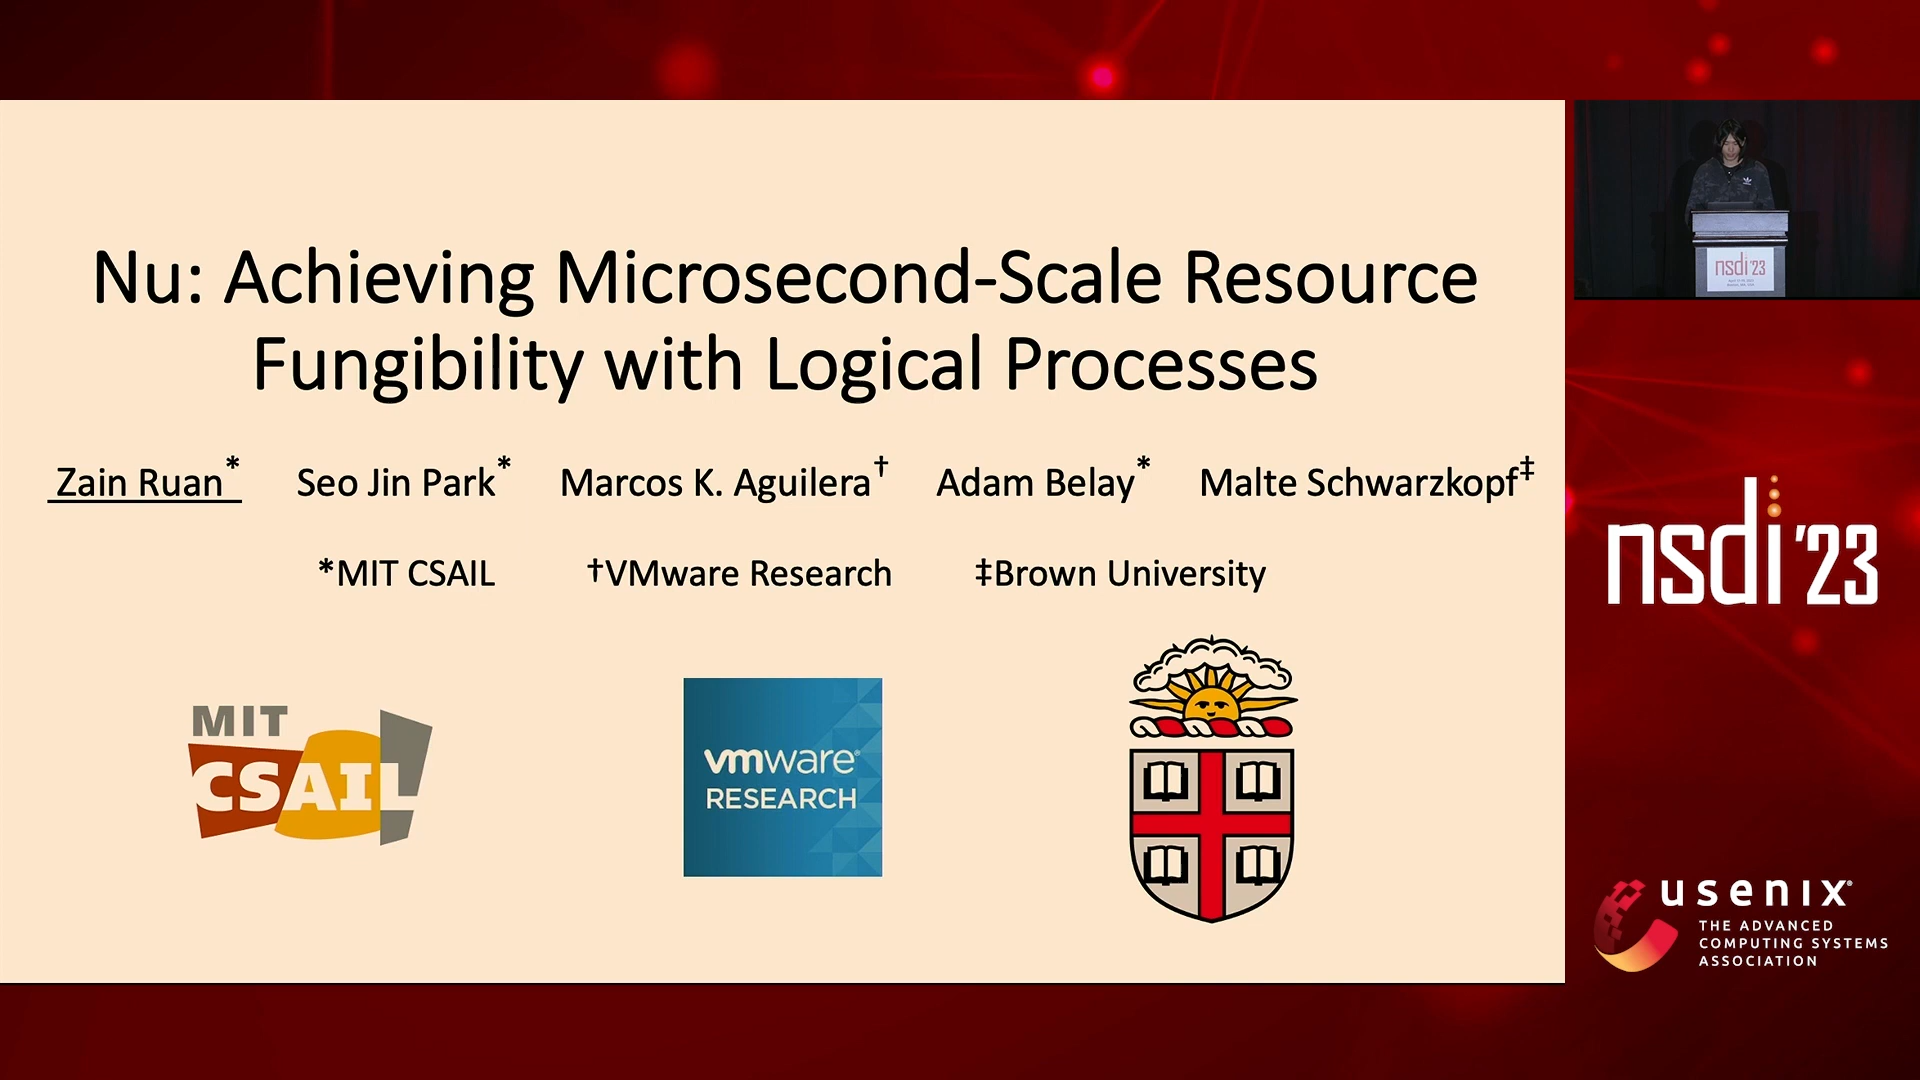 Nu: Achieving Microsecond-Scale Resource
Fungibility with Logical Processes
Zain Ruan* Seo Jin Park* Marcos K. Aguilera† Adam Belay* Malte Schwarzkopf‡
*MIT CSAIL †VMware Research ‡Brown University
MIT
CSAIL
vmware®
RESEARCH
nsdi '23
nsdi '23
usenix®
THE ADVANCED
COMPUTING SYSTEMS
ASSOCIATION